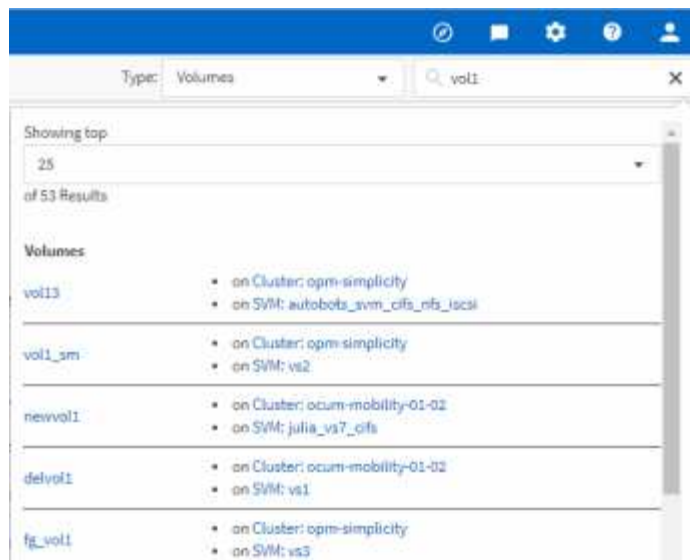 Type: Volumes vol1
Showing top
25
of 53 Results
Volumes
vol13
on Cluster: opm-simplicity
on SVM: autobots_svm_cifs_nfs_iscsi
vol1_sm
on Cluster: opm-simplicity
on SVM: vs2
newvol1
on Cluster: ocum-mobility-01-02
on SVM: julia_vs7_cifs
delvol1
on Cluster: ocum-mobility-01-02
on SVM: vs1
fg_vol1
on Cluster: opm-simplicity
on SVM: vs3